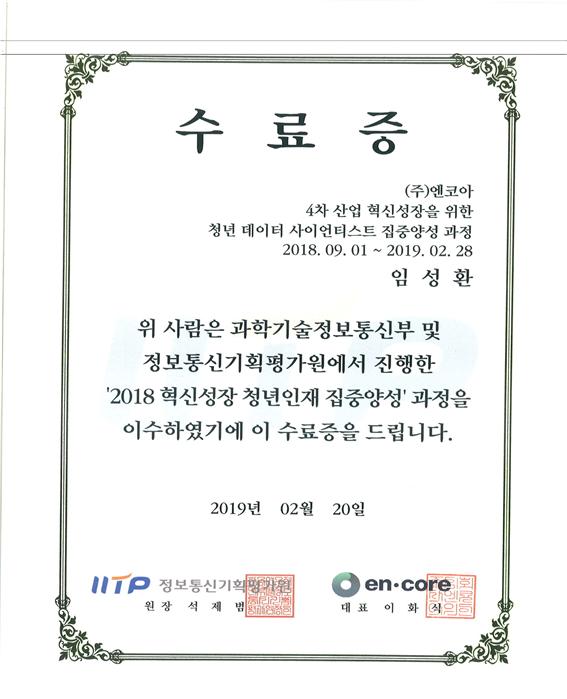 수 료 증
(주)엔코아
4차 산업 혁신성장을 위한
청년 데이터 사이언티스트 집중양성 과정
2018. 09. 01 ~ 2019. 02. 28
임 성 환
위 사람은 과학기술정보통신부 및
정보통신기획평가원에서 진행한
'2018 혁신성장 청년인재 집중양성' 과정을
이수하였기에 이 수료증을 드립니다.
2019년 02월 20일
IITP 정보통신기획평가원
원장 석 제 범
en·core
대표 이 화 식